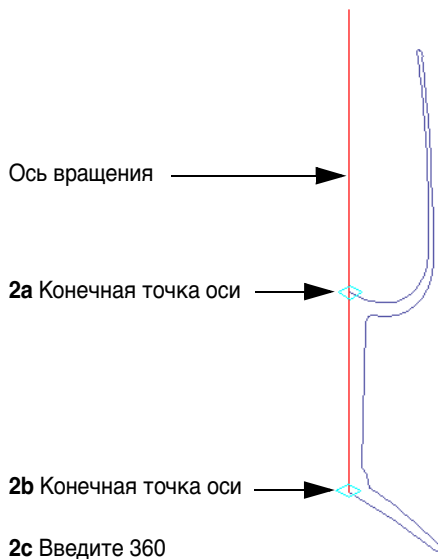 Ось вращения
2a Конечная точка оси
2b Конечная точка оси
2c Введите 360